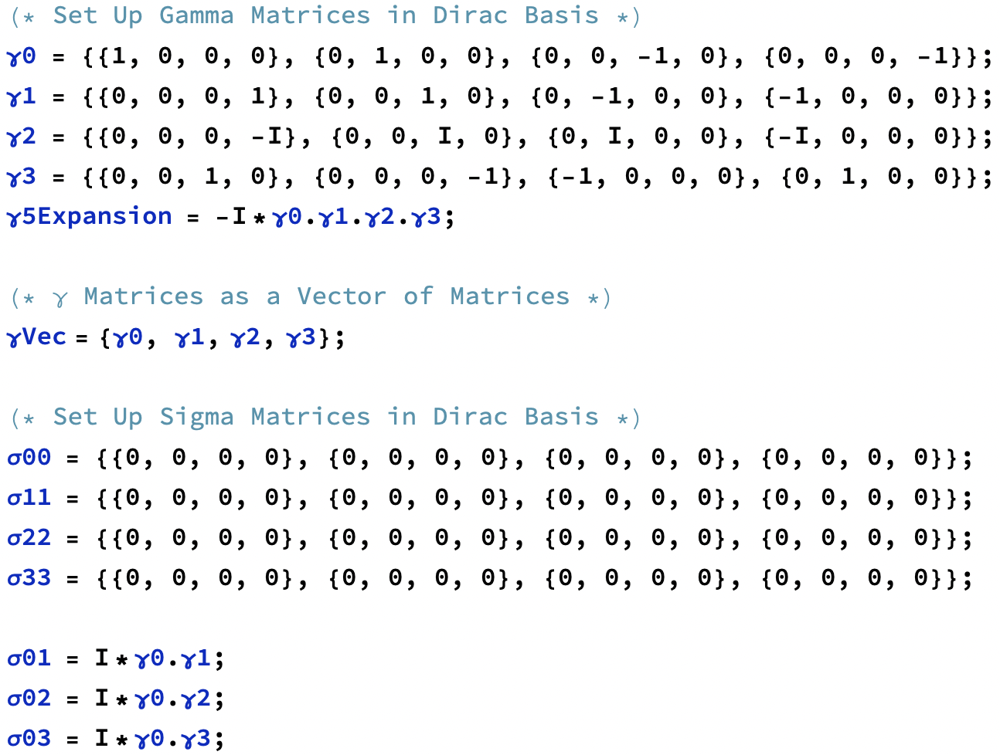 (* Set Up Gamma Matrices in Dirac Basis *)
γ0 = {{1, 0, 0, 0}, {0, 1, 0, 0}, {0, 0, -1, 0}, {0, 0, 0, -1}};
γ1 = {{0, 0, 0, 1}, {0, 0, 1, 0}, {0, -1, 0, 0}, {-1, 0, 0, 0}};
γ2 = {{0, 0, 0, -I}, {0, 0, I, 0}, {0, I, 0, 0}, {-I, 0, 0, 0}};
γ3 = {{0, 0, 1, 0}, {0, 0, 0, -1}, {-1, 0, 0, 0}, {0, 1, 0, 0}};
γ5Expansion = -I*γ0.γ1.γ2.γ3;
(* γ Matrices as a Vector of Matrices *)
γVec = {γ0, γ1, γ2, γ3};
(* Set Up Sigma Matrices in Dirac Basis *)
σ00 = {{0, 0, 0, 0}, {0, 0, 0, 0}, {0, 0, 0, 0}, {0, 0, 0, 0}};
σ11 = {{0, 0, 0, 0}, {0, 0, 0, 0}, {0, 0, 0, 0}, {0, 0, 0, 0}};
σ22 = {{0, 0, 0, 0}, {0, 0, 0, 0}, {0, 0, 0, 0}, {0, 0, 0, 0}};
σ33 = {{0, 0, 0, 0}, {0, 0, 0, 0}, {0, 0, 0, 0}, {0, 0, 0, 0}};
σ01 = I*γ0.γ1;
σ02 = I*γ0.γ2;
σ03 = I*γ0.γ3;